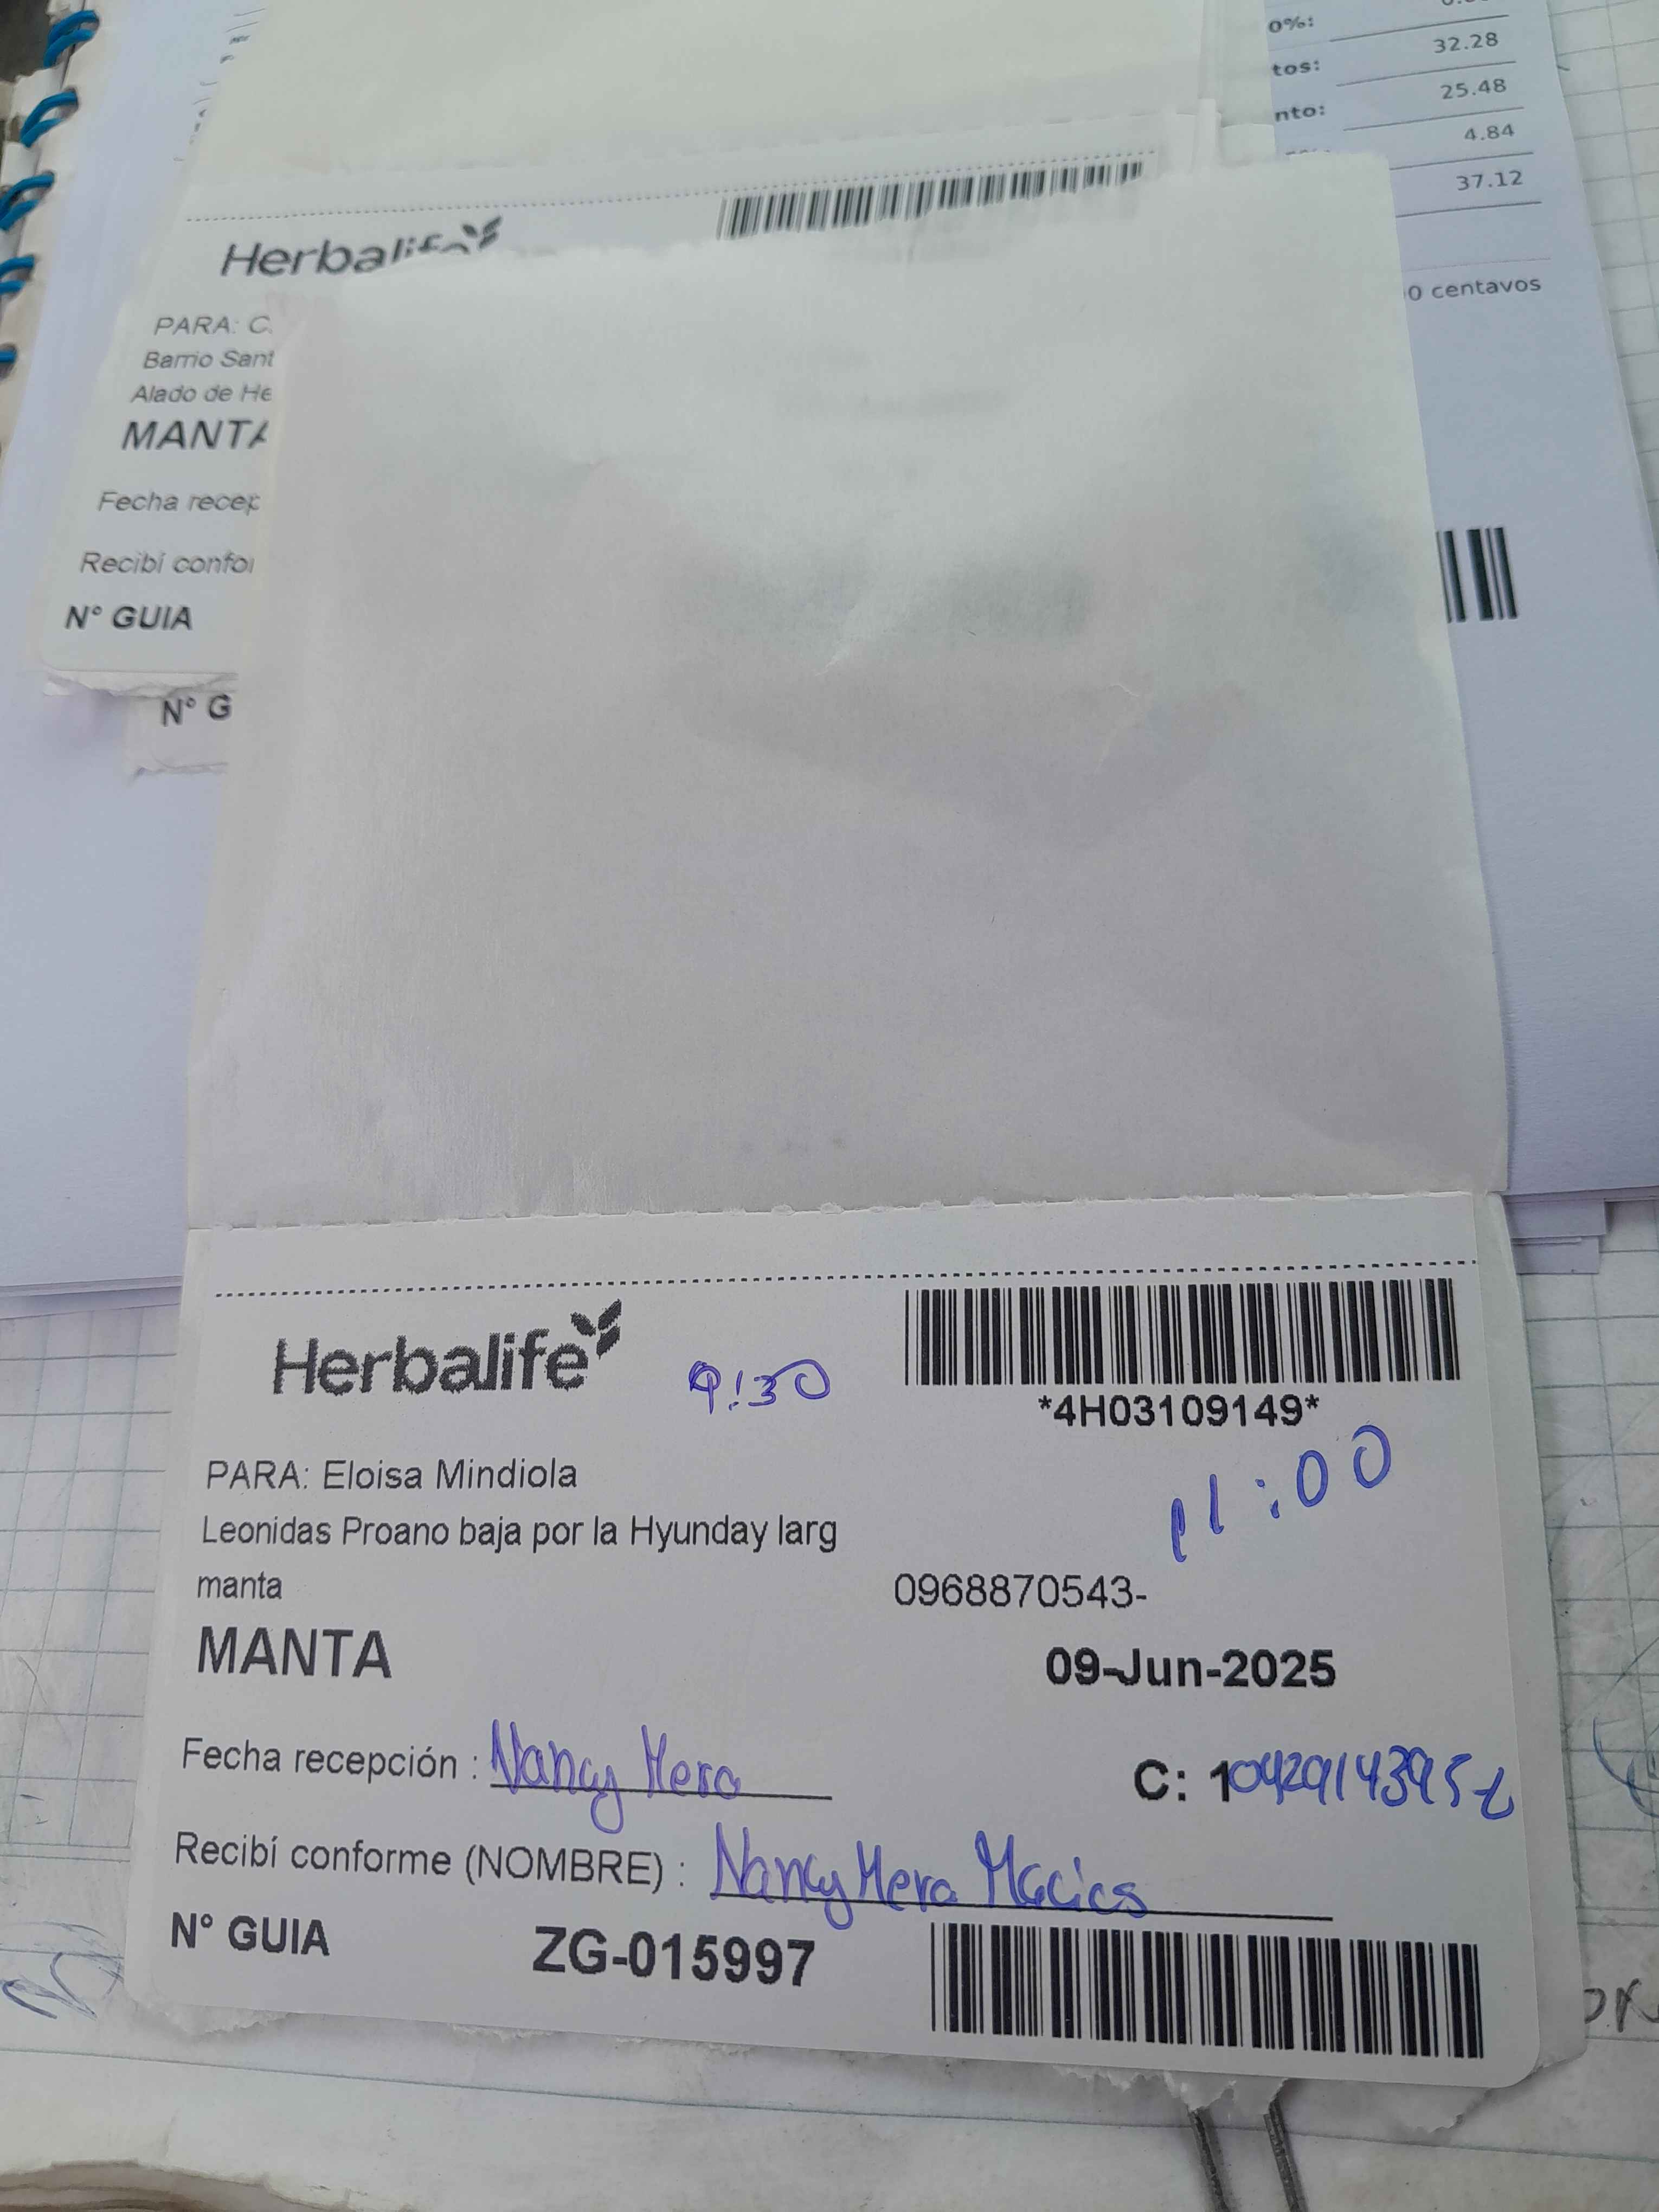 0%:
32.28
tos:
25.48
nto:
4.84
37.12
0 centavos
Herbalife
PARA: C.
Barrio Sant
Alado de He
MANTA
Fecha recep
Recibí confor
N° GUIA
N° G
Herbalife
9:30
*4H03109149*
11:00
PARA: Eloisa Mindiola
Leonidas Proano baja por la Hyunday larg
manta
0968870543-
MANTA
09-Jun-2025
Fecha recepción : Nancy Mera
C: 1
Recibí conforme (NOMBRE) : Nancy Mera Macias
N° GUIA ZG-015997